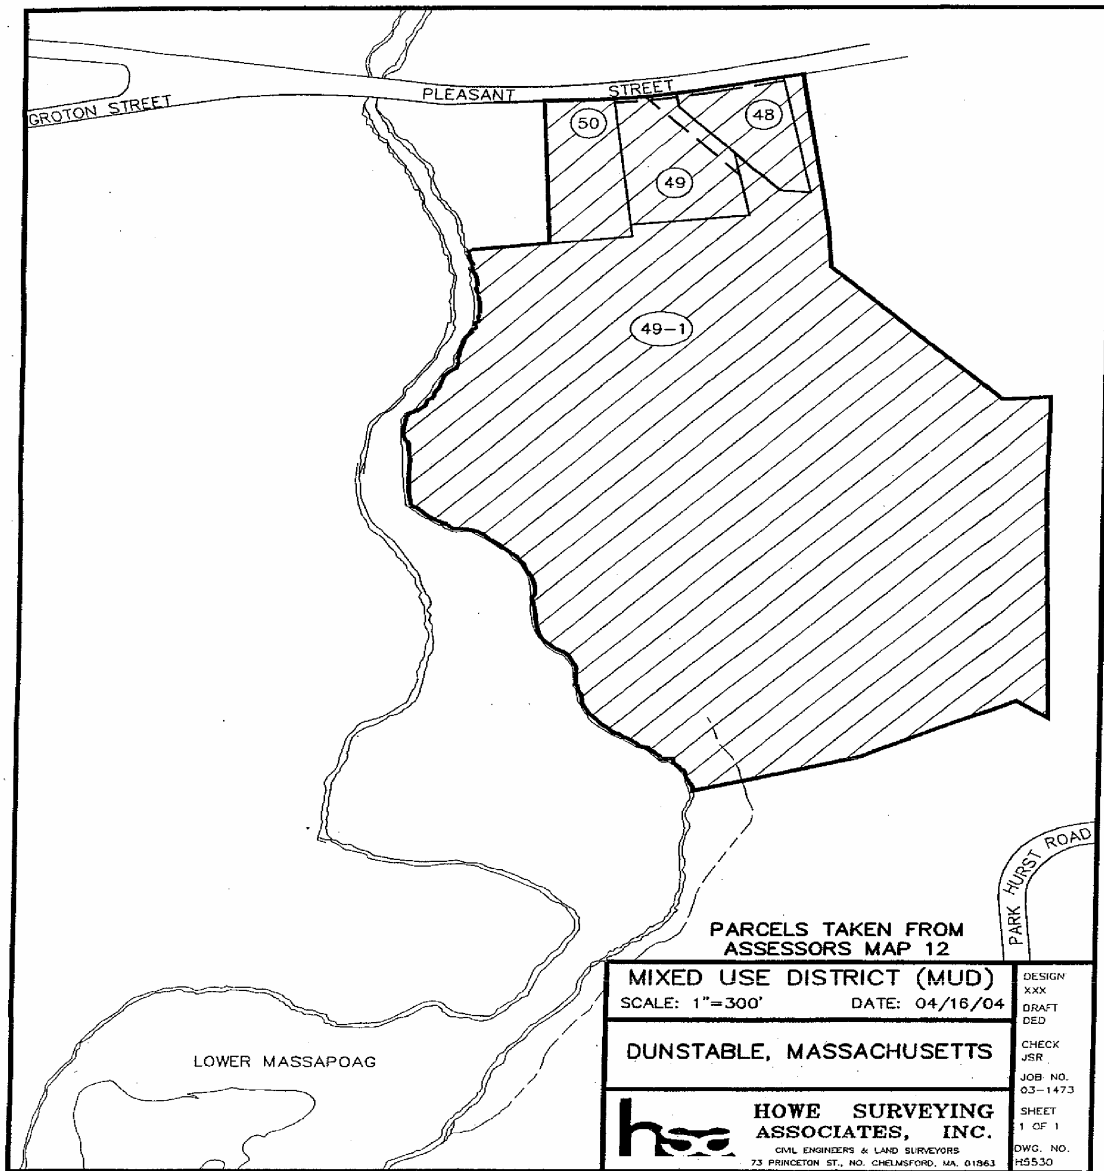 GROTON STREET
PLEASANT STREET
50
48
49
49-1
PARK HURST ROAD
PARCELS TAKEN FROM
ASSESSORS MAP 12
MIXED USE DISTRICT (MUD)
SCALE: 1"=300'
DATE: 04/16/04
DUNSTABLE, MASSACHUSETTS
LOWER MASSAPOAG
hsa
HOWE SURVEYING
ASSOCIATES, INC.
CIVIL ENGINEERS & LAND SURVEYORS
73 PRINCETON ST., NO. CHELMSFORD, MA. 01863
DESIGN
XXX
DRAFT
DED
CHECK
JSR
JOB NO.
03-1473
SHEET
1 OF 1
DWG. NO.
HS530